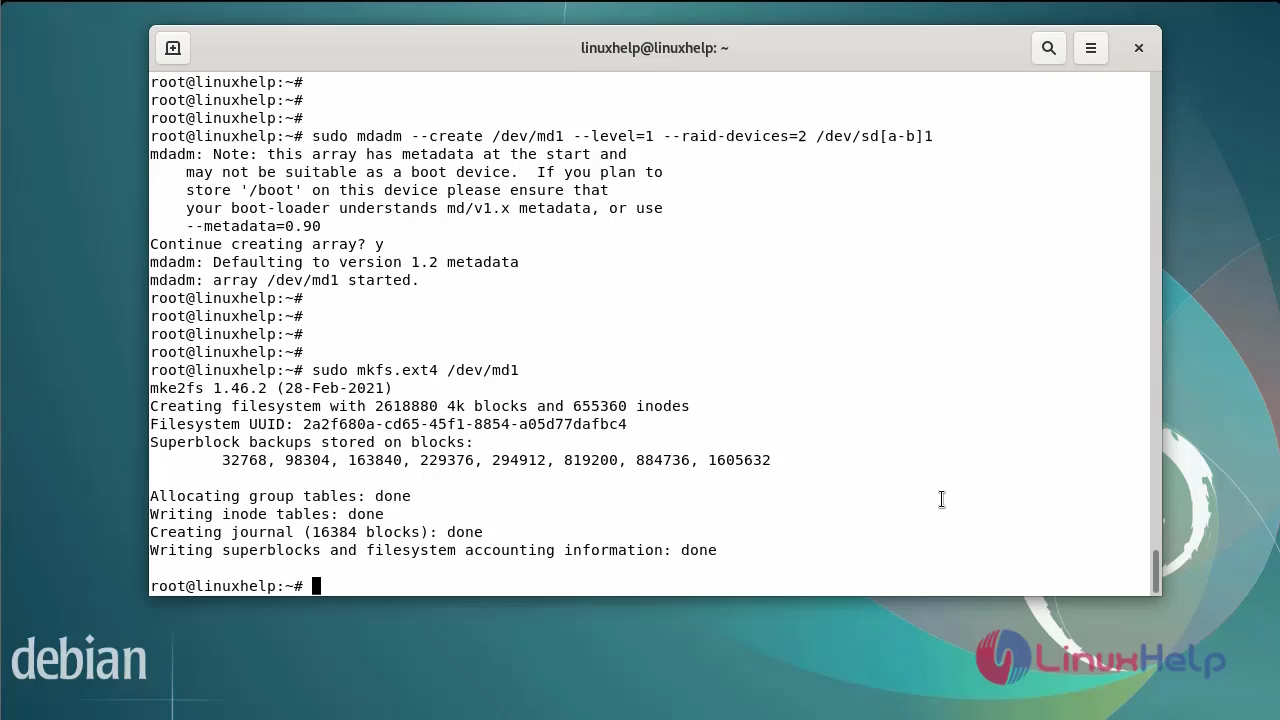 linuxhelp@linuxhelp: ~
root@linuxhelp:~#
root@linuxhelp:~#
root@linuxhelp:~#
root@linuxhelp:~# sudo mdadm --create /dev/md1 --level=1 --raid-devices=2 /dev/sd[a-b]1
mdadm: Note: this array has metadata at the start and
    may not be suitable as a boot device.  If you plan to
    store '/boot' on this device please ensure that
    your boot-loader understands md/v1.x metadata, or use
    --metadata=0.90
Continue creating array? y
mdadm: Defaulting to version 1.2 metadata
mdadm: array /dev/md1 started.
root@linuxhelp:~#
root@linuxhelp:~#
root@linuxhelp:~#
root@linuxhelp:~#
root@linuxhelp:~# sudo mkfs.ext4 /dev/md1
mke2fs 1.46.2 (28-Feb-2021)
Creating filesystem with 2618880 4k blocks and 655360 inodes
Filesystem UUID: 2a2f680a-cd65-45f1-8854-a05d77dafbc4
Superblock backups stored on blocks:
        32768, 98304, 163840, 229376, 294912, 819200, 884736, 1605632
Allocating group tables: done
Writing inode tables: done
Creating journal (16384 blocks): done
Writing superblocks and filesystem accounting information: done
root@linuxhelp:~#
debian
LinuxHelp